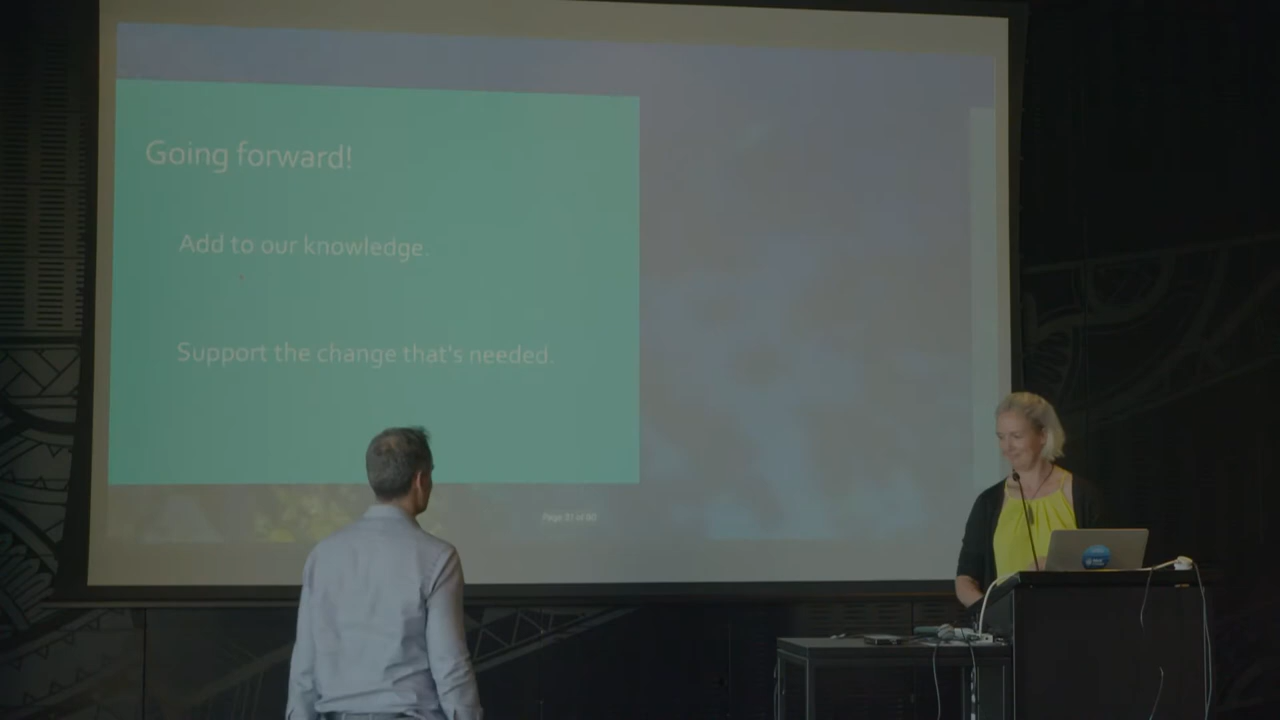 Going forward!
Add to our knowledge.
Support the change that's needed.